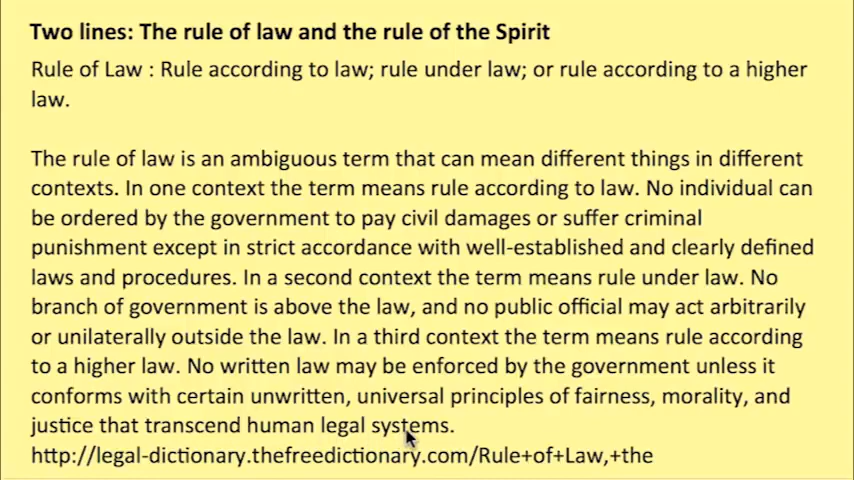 Two lines: The rule of law and the rule of the Spirit
Rule of Law : Rule according to law; rule under law; or rule according to a higher
law.
The rule of law is an ambiguous term that can mean different things in different
contexts. In one context the term means rule according to law. No individual can
be ordered by the government to pay civil damages or suffer criminal
punishment except in strict accordance with well-established and clearly defined
laws and procedures. In a second context the term means rule under law. No
branch of government is above the law, and no public official may act arbitrarily
or unilaterally outside the law. In a third context the term means rule according
to a higher law. No written law may be enforced by the government unless it
conforms with certain unwritten, universal principles of fairness, morality, and
justice that transcend human legal systems.
http://legal-dictionary.thefreedictionary.com/Rule+of+Law,+the